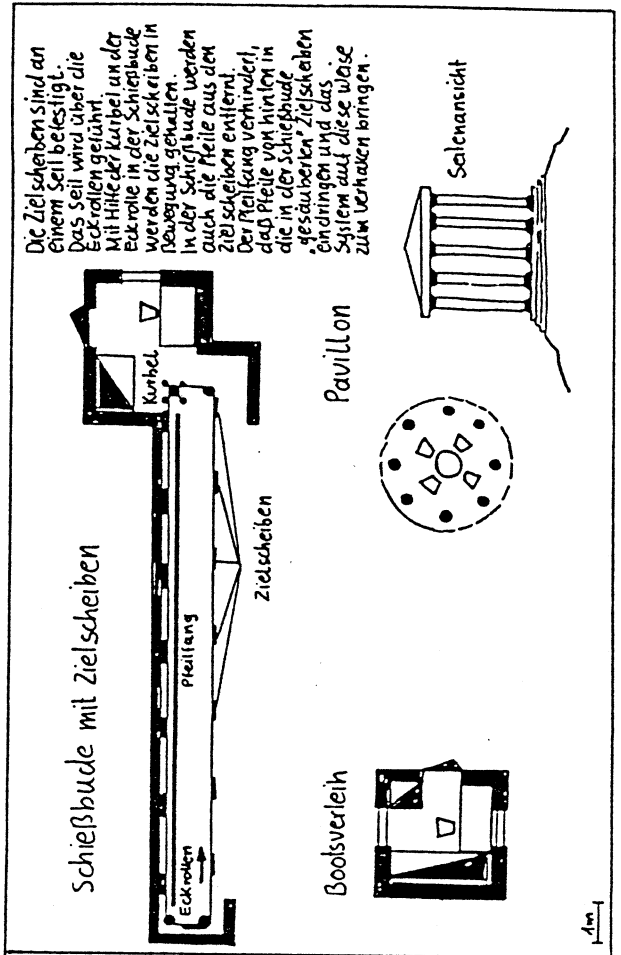 Schießbude mit Zielscheiben
Die Zielscheiben sind an
einem Seil befestigt.
Das Seil wird über die
Eckrollen geführt.
Mit Hilfe der Kurbel un der
Eckrolle in der Schießbude
werden die Zielscheiben in
Bewegung gehalten.
In der Schießbude werden
auch die Pfeile aus den
Zielscheiben entfernt.
Der Pfeilfang verhindert,
daß Pfeile von hinten in
die in der Schießbude
"gesäuberten" Zielscheiben
eindringen und das
System auf diese Weise
zum Verhaken bringen.
Kurbel
Pfeilfang
Eckrollen
Zielscheiben
Bootsverleih
Pavillon
Seitenansicht
1m